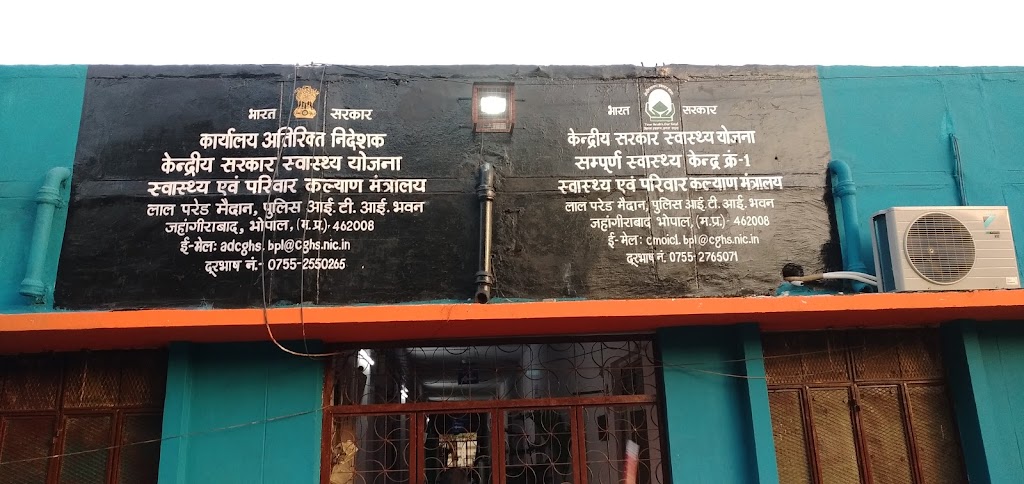 भारत सरकार
कार्यालय अतिरिक्त निदेशक
केन्द्रीय सरकार स्वास्थ्य योजना
स्वास्थ्य एवं परिवार कल्याण मंत्रालय
लाल परेड मैदान, पुलिस आई. टी. आई. भवन
जहांगीराबाद, भोपाल, (म.प्र.)- 462008
ई-मेल: adcghs.bpl@cghs.nic.in
दूरभाष नं.- 0755-2550265
भारत सरकार
केन्द्रीय सरकार स्वास्थ्य योजना
सम्पूर्ण स्वास्थ्य केन्द्र क्रं-1
स्वास्थ्य एवं परिवार कल्याण मंत्रालय
लाल परेड मैदान, पुलिस आई. टी. आई. भवन
जहांगीराबाद भोपाल, (म.प्र.)- 462008
ई-मेल: cmoicl.bpl@cghs.nic.in
दूरभाष नं. 0755-2765071